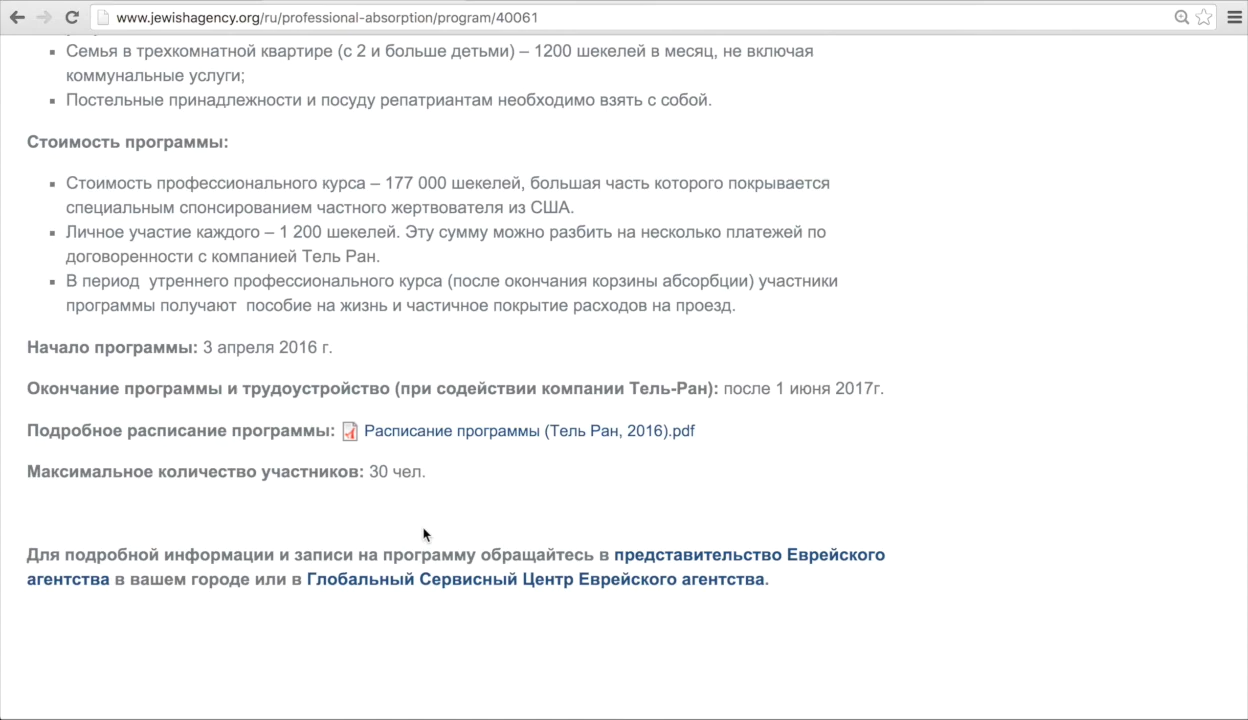 www.jewishagency.org/ru/professional-absorption/program/40061
Семья в трехкомнатной квартире (с 2 и больше детьми) – 1200 шекелей в месяц, не включая
коммунальные услуги;
Постельные принадлежности и посуду репатриантам необходимо взять с собой.
Стоимость программы:
Стоимость профессионального курса – 177 000 шекелей, большая часть которого покрывается
специальным спонсированием частного жертвователя из США.
Личное участие каждого – 1 200 шекелей. Эту сумму можно разбить на несколько платежей по
договоренности с компанией Тель Ран.
В период  утреннего профессионального курса (после окончания корзины абсорбции) участники
программы получают  пособие на жизнь и частичное покрытие расходов на проезд.
Начало программы: 3 апреля 2016 г.
Окончание программы и трудоустройство (при содействии компании Тель-Ран): после 1 июня 2017г.
Подробное расписание программы: Расписание программы (Тель Ран, 2016).pdf
Максимальное количество участников: 30 чел.
Для подробной информации и записи на программу обращайтесь в представительство Еврейского
агентства в вашем городе или в Глобальный Сервисный Центр Еврейского агентства.